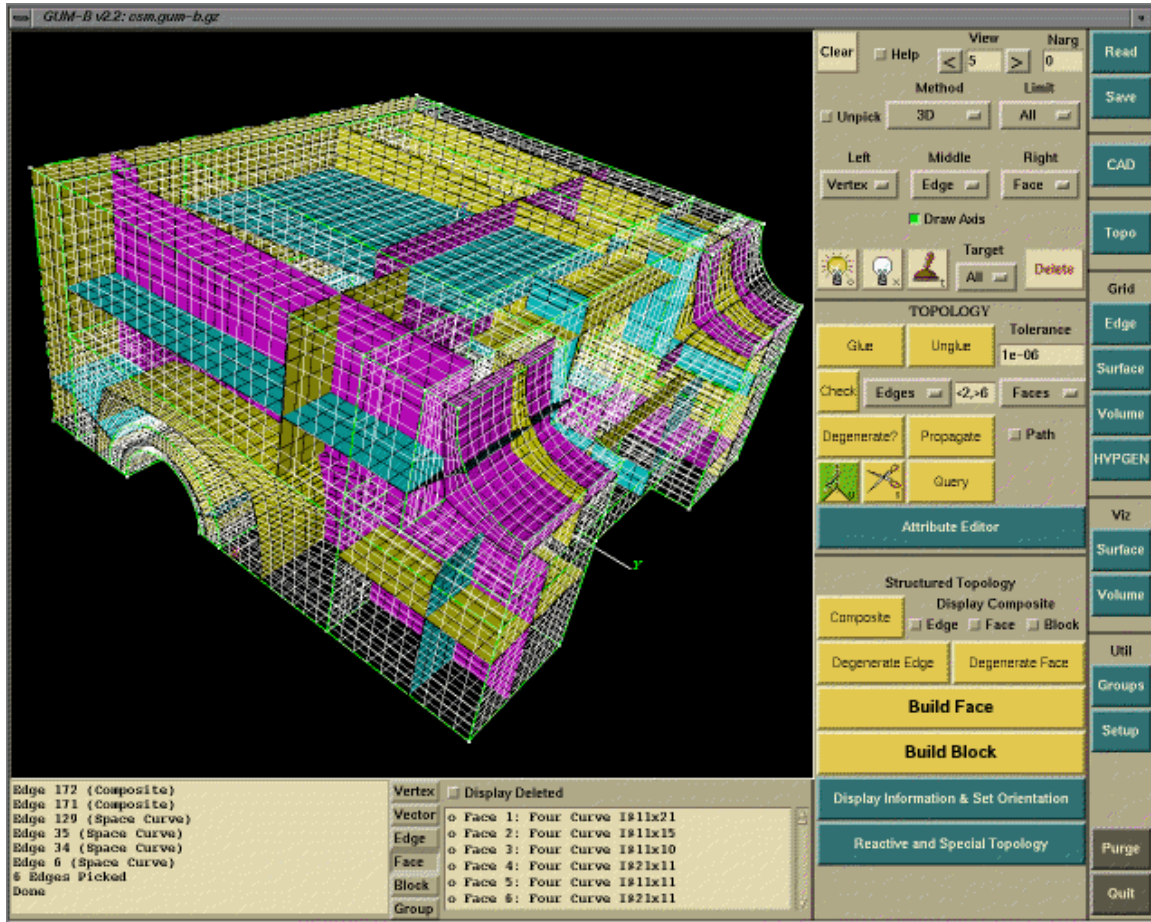 GUM-B v2.2: csm.gum-b.gz
Clear
Help
View
< 5 >
Narg
0
Method
Limit
Unpick
3D
All
Left
Middle
Right
Vertex
Edge
Face
Draw Axis
Target
All
Delete
TOPOLOGY
Glue
Unglue
Tolerance
1e-06
Check
Edges
<2,>6
Faces
Degenerate?
Propagate
Path
Query
Attribute Editor
Structured Topology
Composite
Display Composite
Edge
Face
Block
Degenerate Edge
Degenerate Face
Build Face
Build Block
Display Information & Set Orientation
Reactive and Special Topology
Read
Save
CAD
Topo
Grid
Edge
Surface
Volume
HYPGEN
Viz
Surface
Volume
Util
Groups
Setup
Purge
Quit
Y
Edge 172 (Composite)
Edge 171 (Composite)
Edge 129 (Space Curve)
Edge 35 (Space Curve)
Edge 34 (Space Curve)
Edge 6 (Space Curve)
6 Edges Picked
Done
Vertex
Vector
Edge
Face
Block
Group
Display Deleted
o Face 1: Four Curve I@11x21
o Face 2: Four Curve I@11x15
o Face 3: Four Curve I@11x10
o Face 4: Four Curve I@21x11
o Face 5: Four Curve I@11x11
o Face 6: Four Curve I@21x11